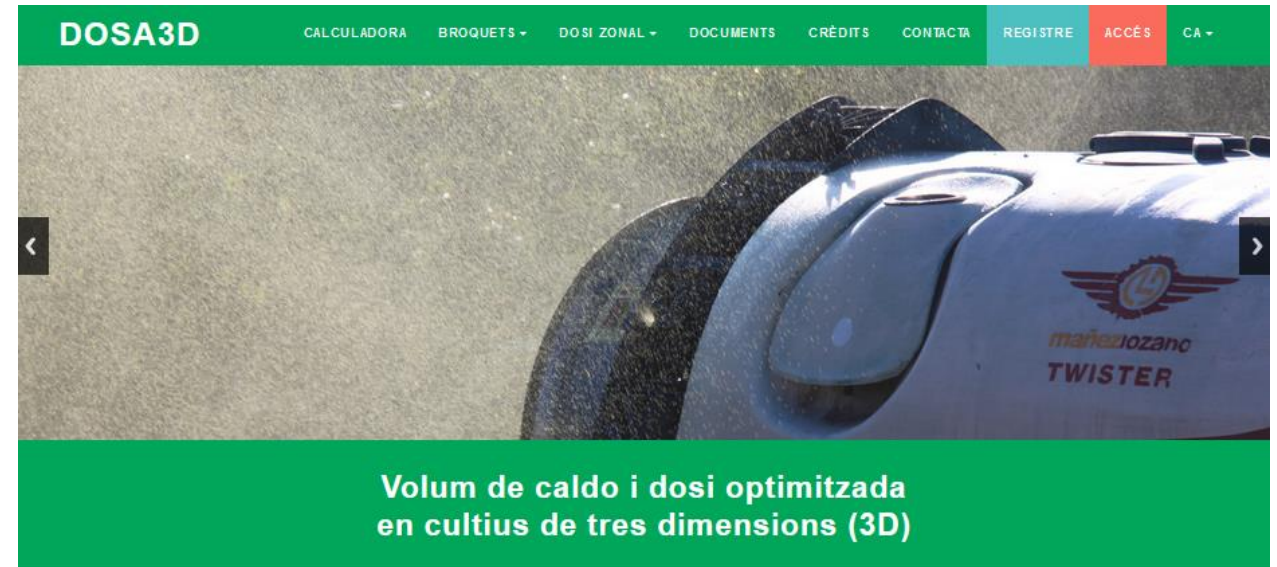 DOSA3D
CALCULADORA BROQUETS DOSI ZONAL DOCUMENTS CRÈDITS CONTACTA REGISTRE ACCÉS CA
mañezlozano
TWISTER
Volum de caldo i dosi optimitzada
en cultius de tres dimensions (3D)